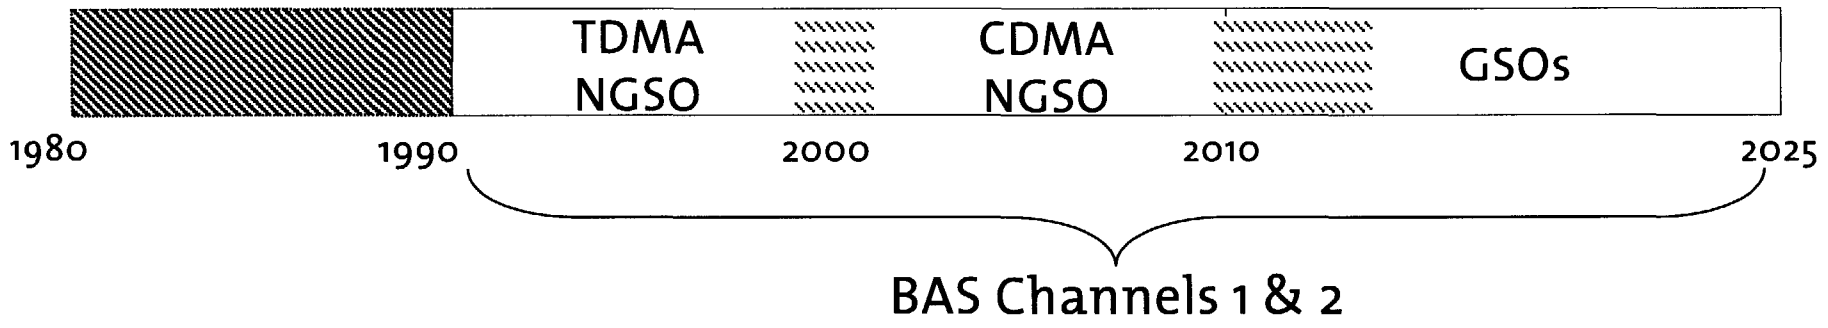 TDMA
NGSO
CDMA
NGSO
GSOs
1980 1990 2000 2010 2025
BAS Channels 1 & 2